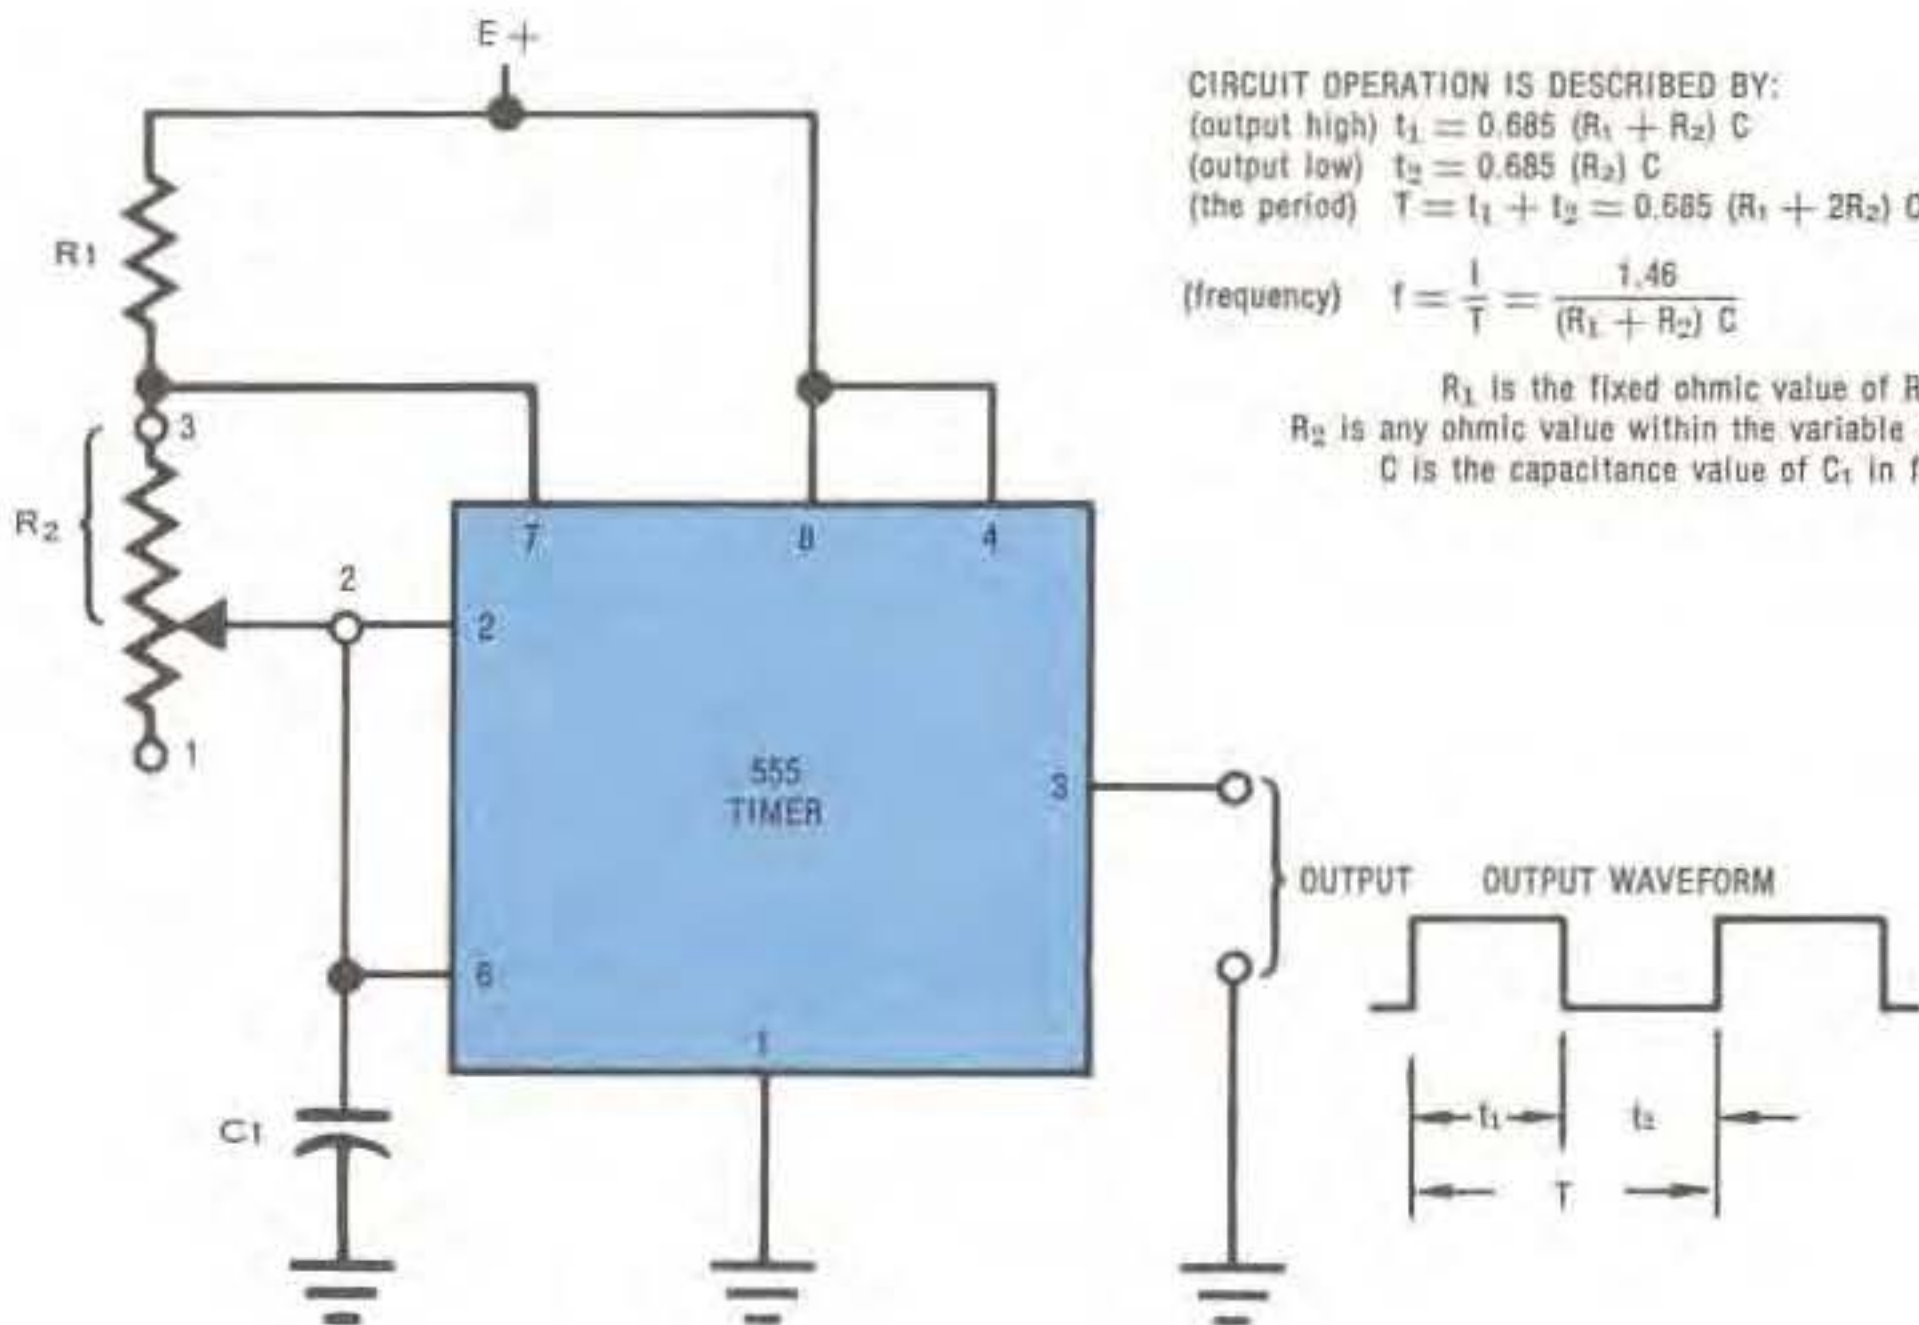 E +
CIRCUIT OPERATION IS DESCRIBED BY:
(output high) t₁ = 0.685 (R₁ + R₂) C
(output low) t₂ = 0.685 (R₂) C
(the period) T = t₁ + t₂ = 0.685 (R₁ + 2R₂) C
(frequency) f = 1/T = 1.46/(R₁ + R₂) C
R₁ is the fixed ohmic value of R
R₂ is any ohmic value within the variable
C is the capacitance value of C₁ in f
R1
3
R2
7
8
4
2
2
1
555
TIMER
3
6
1
OUTPUT
OUTPUT WAVEFORM
C1
t₁
t₂
T